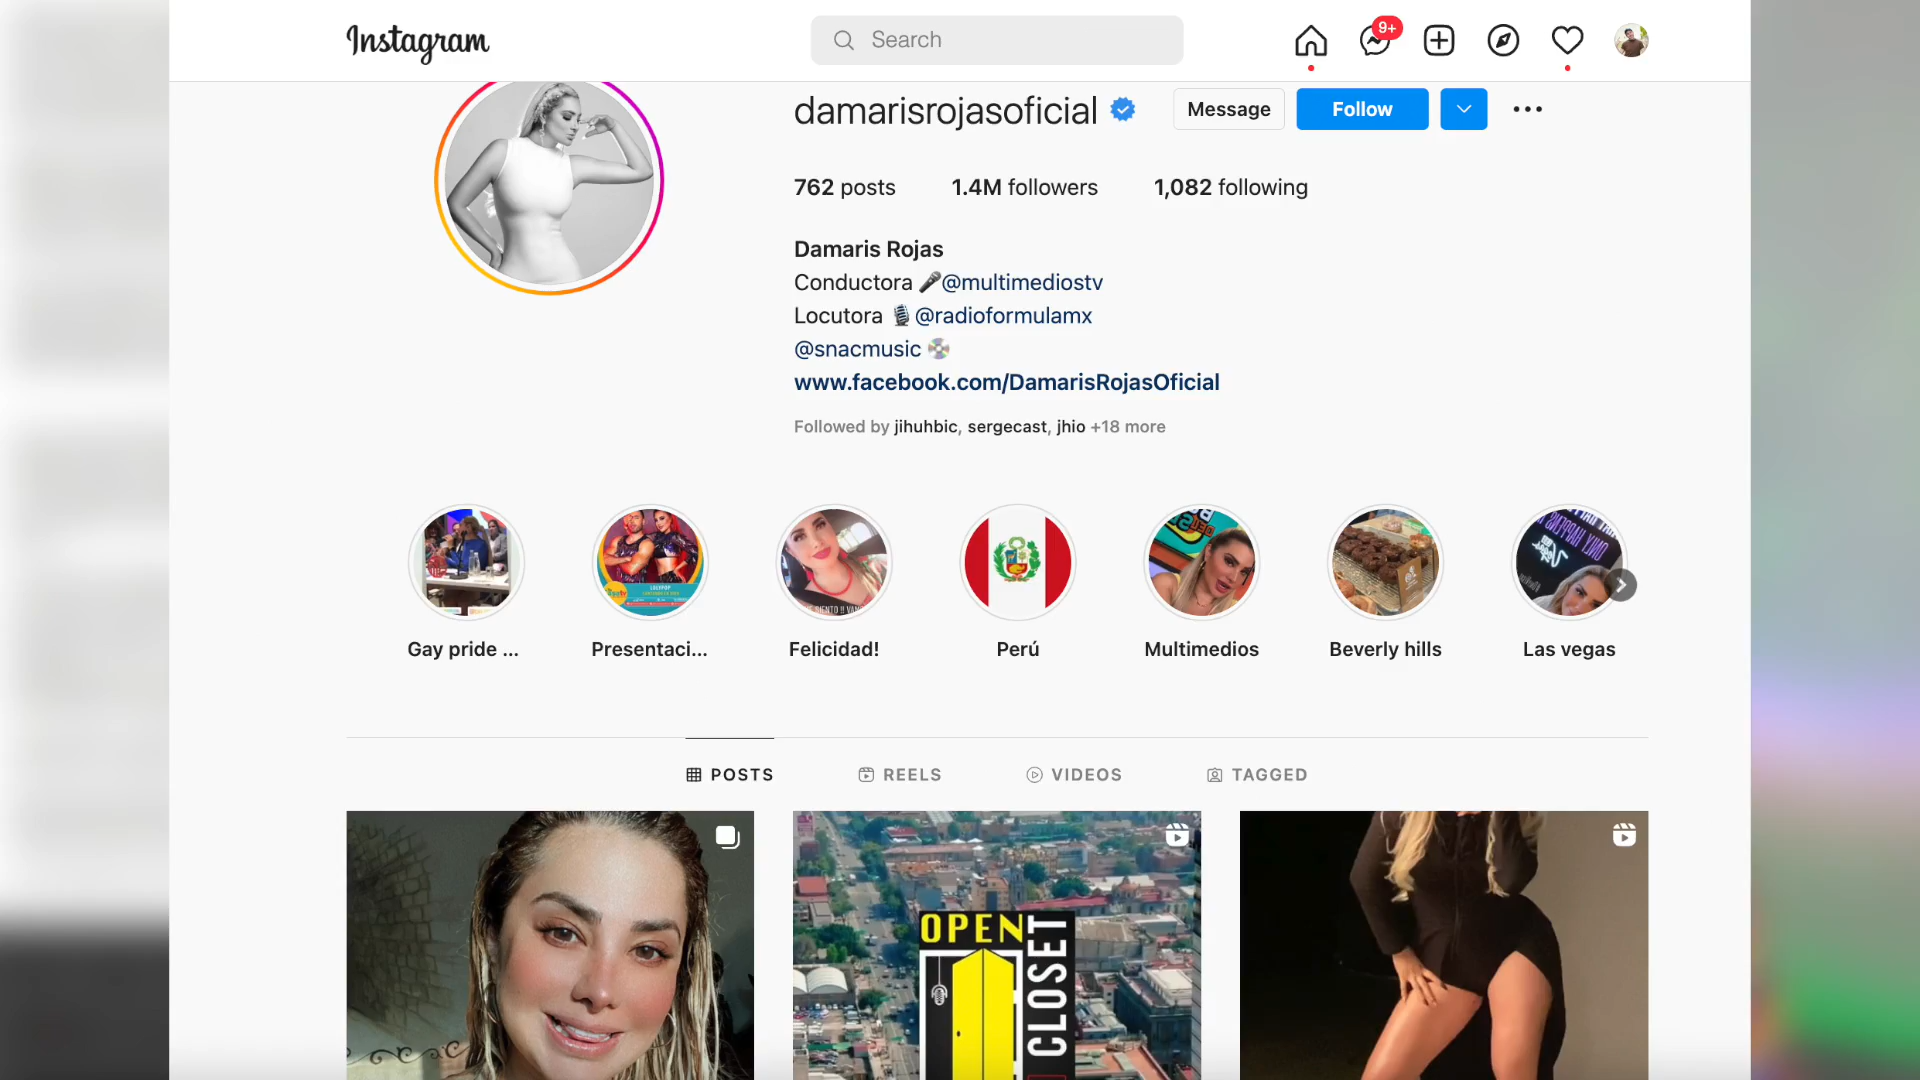 Instagram
Search
9+
damarisrojasoficial
Message
Follow
762 posts
1.4M followers
1,082 following
Damaris Rojas
Conductora 🎤@multimediostv
Locutora 🎙️@radioformulamx
@snacmusic 💿
www.facebook.com/DamarisRojasOficial
Followed by jihuhbic, sergecast, jhio +18 more
Gay pride ...
Presentaci...
Felicidad!
Perú
Multimedios
Beverly hills
Las vegas
POSTS
REELS
VIDEOS
TAGGED
OPEN
CLOSET